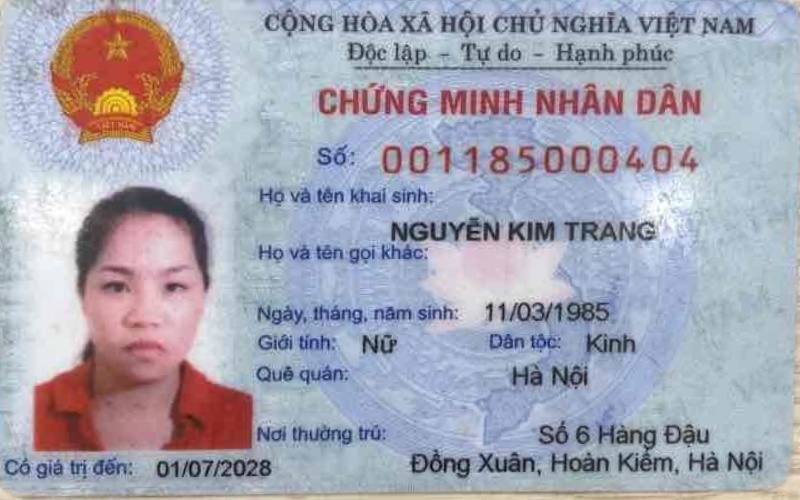 CỘNG HÒA XÃ HỘI CHỦ NGHĨA VIỆT NAM
Độc lập – Tự do – Hạnh phúc
CHỨNG MINH NHÂN DÂN
Số: 001185000404
Họ và tên khai sinh:
NGUYỄN KIM TRANG
Họ và tên gọi khác:
Ngày, tháng, năm sinh: 11/03/1985
Giới tính: Nữ Dân tộc: Kinh
Quê quán: Hà Nội
Nơi thường trú: Số 6 Hàng Đậu
Đồng Xuân, Hoàn Kiếm, Hà Nội
Có giá trị đến: 01/07/2028
VIỆT NAM